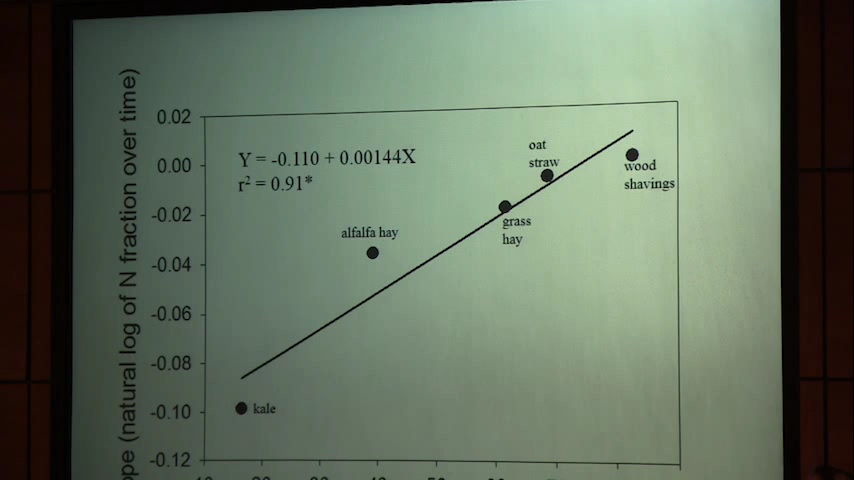 ope (natural log of N fraction over time)
0.02
0.00
-0.02
-0.04
-0.06
-0.08
-0.10
-0.12
Y = -0.110 + 0.00144X
r² = 0.91*
oat
straw
wood
shavings
alfalfa hay
grass
hay
kale